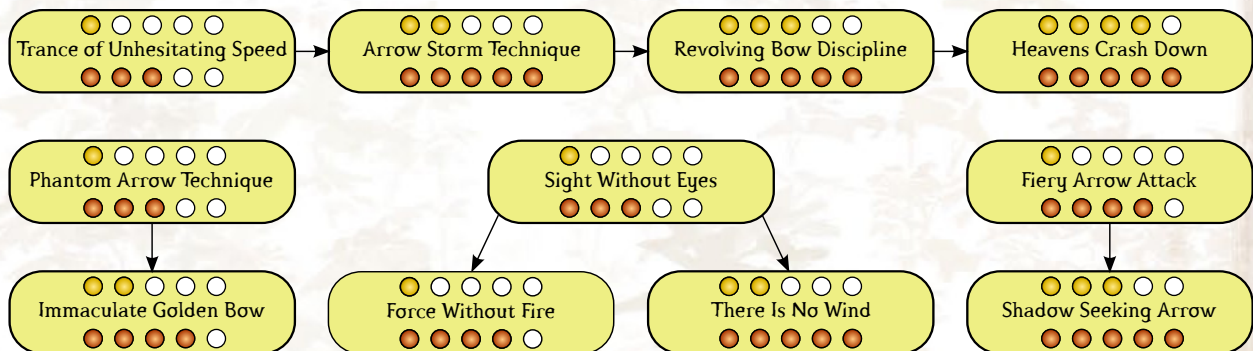 Trance of Unhesitating Speed
Arrow Storm Technique
Revolving Bow Discipline
Heavens Crash Down
Phantom Arrow Technique
Sight Without Eyes
Fiery Arrow Attack
Immaculate Golden Bow
Force Without Fire
There Is No Wind
Shadow Seeking Arrow